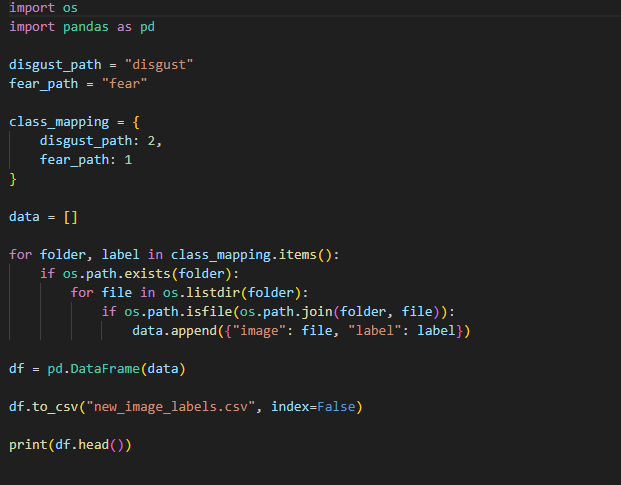 import os
import pandas as pd
disgust_path = "disgust"
fear_path = "fear"
class_mapping = {
    disgust_path: 2,
    fear_path: 1
}
data = []
for folder, label in class_mapping.items():
    if os.path.exists(folder):
        for file in os.listdir(folder):
            if os.path.isfile(os.path.join(folder, file)):
                data.append({"image": file, "label": label})
df = pd.DataFrame(data)
df.to_csv("new_image_labels.csv", index=False)
print(df.head())